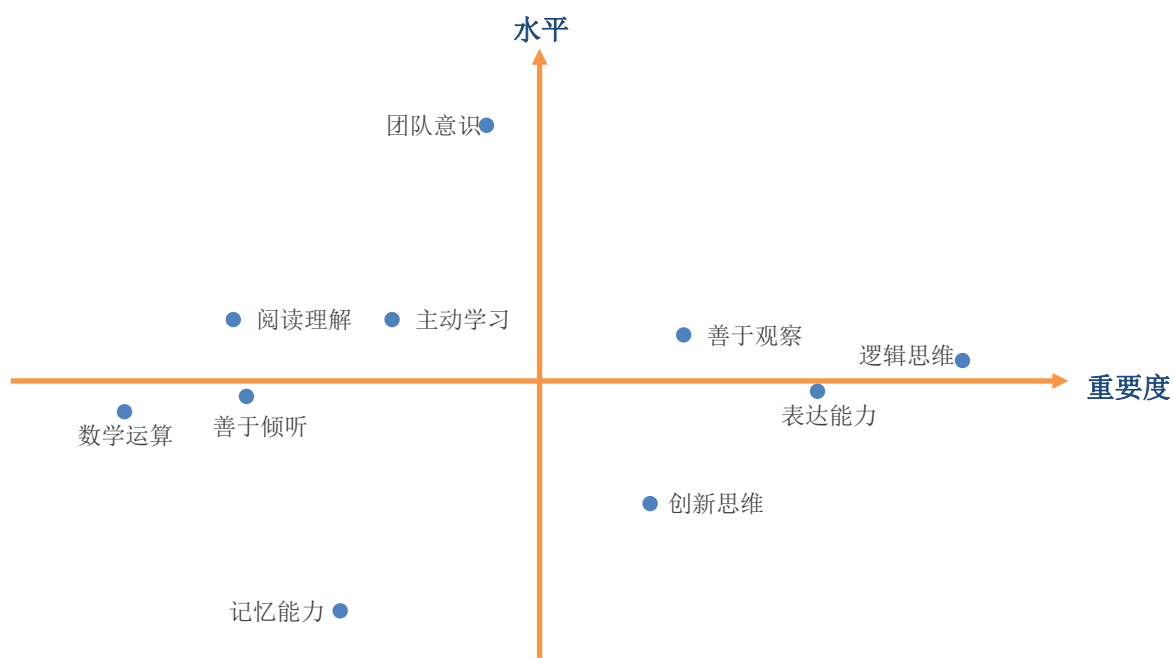 水平
团队意识
阅读理解
主动学习
善于观察
逻辑思维
重要度
表达能力
善于倾听
数学运算
创新思维
记忆能力